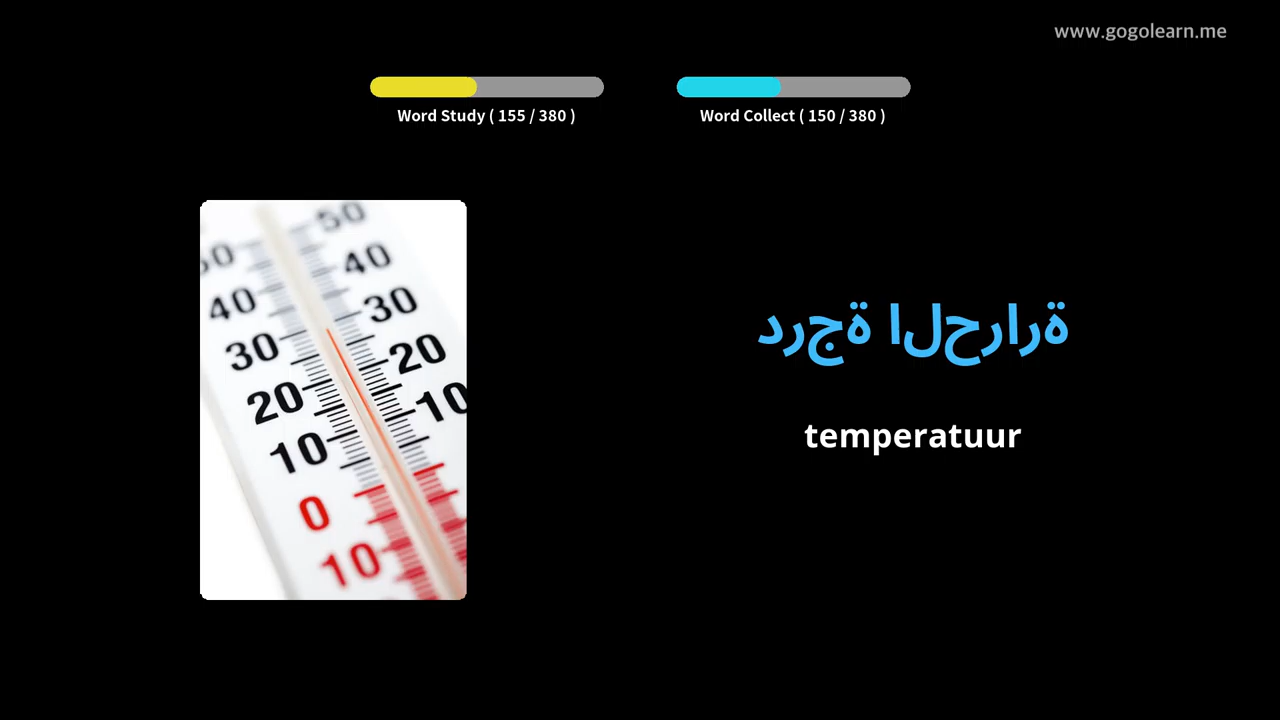 www.gogolearn.me
Word Study ( 155 / 380 )
Word Collect ( 150 / 380 )
50
50
40
40
30
30
20
20
10
10
0
10
درجة الحرارة
temperatuur